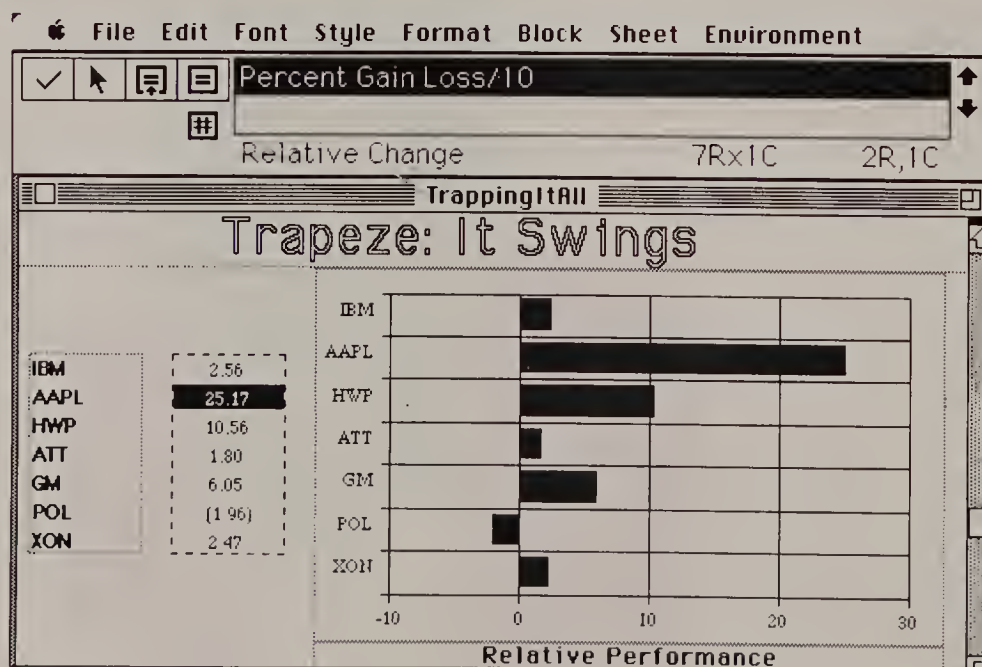 File Edit Font Style Format Block Sheet Environment
Percent Gain Loss/10
#
Relative Change 7Rx1C 2R,1C
TrappingItAll
Trapeze: It Swings
IBM 2.56
AAPL 25.17
HWP 10.56
ATT 1.80
GM 6.05
POL (1.96)
XON 2.47
IBM
AAPL
HWP
ATT
GM
POL
XON
-10 0 10 20 30
Relative Performance